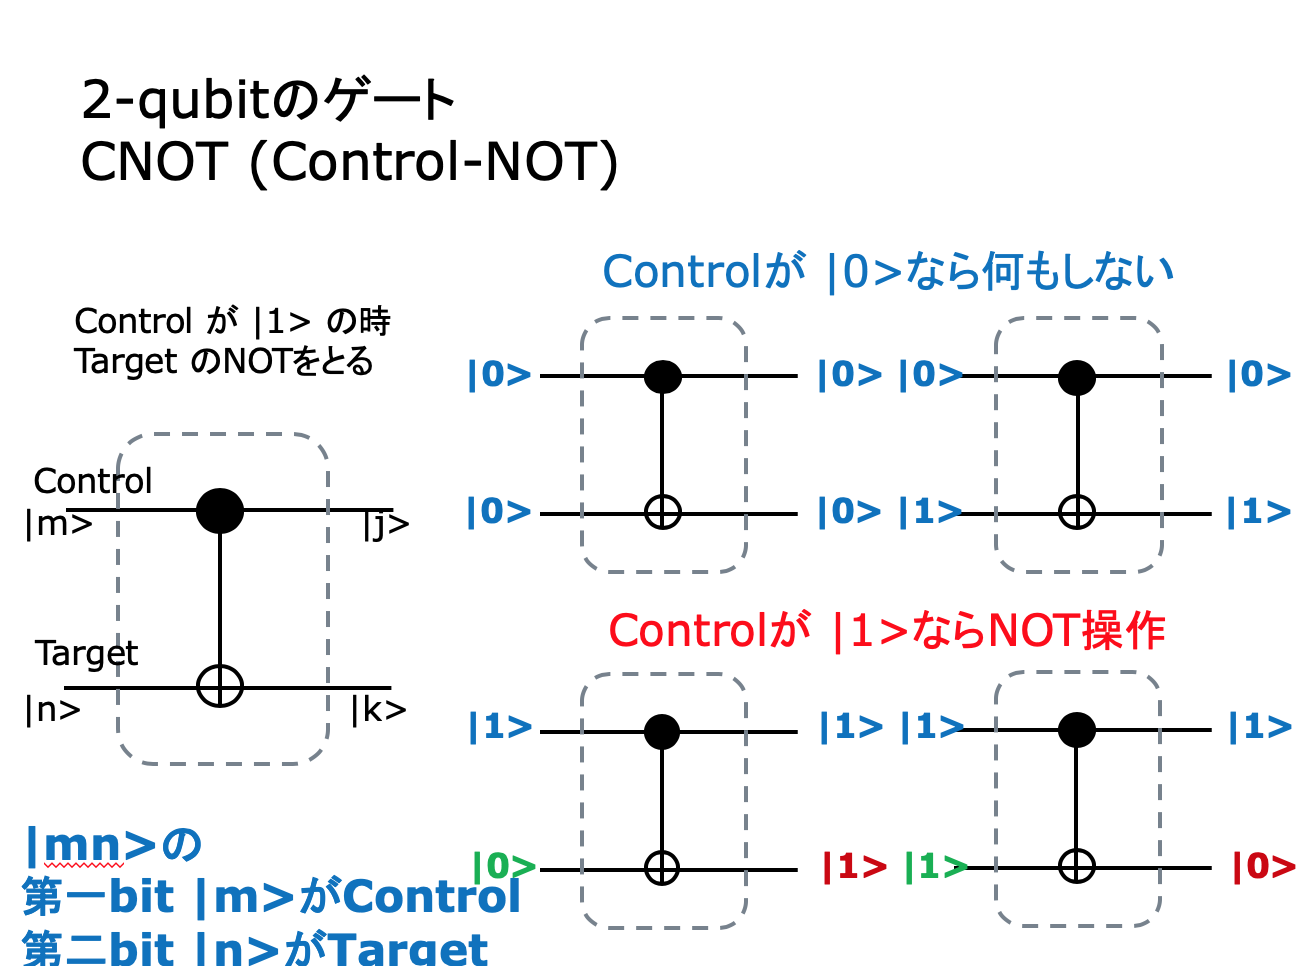 2-qubitのゲート
CNOT (Control-NOT)
Control が |1> の時
Target のNOTをとる
Control
|m>
|j>
Target
|n>
|k>
|mn>の
第一bit |m>がControl
第二bit |n>がTarget
Controlが |0>なら何もしない
|0> |0> |0> |0>
|0> |0> |1> |1>
Controlが |1>ならNOT操作
|1> |1> |1> |1>
|0> |1> |1> |0>